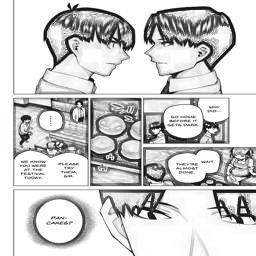 WHY
DID—
GO HOME
BEFORE IT
GETS DARK.
...
WE KNOW
YOU WERE
AT THE
FESTIVAL
TODAY.
PLEASE
TRY
THEM,
SIR.
WAIT.
THEY'RE
ALMOST
DONE.
PAN-
CAKES?